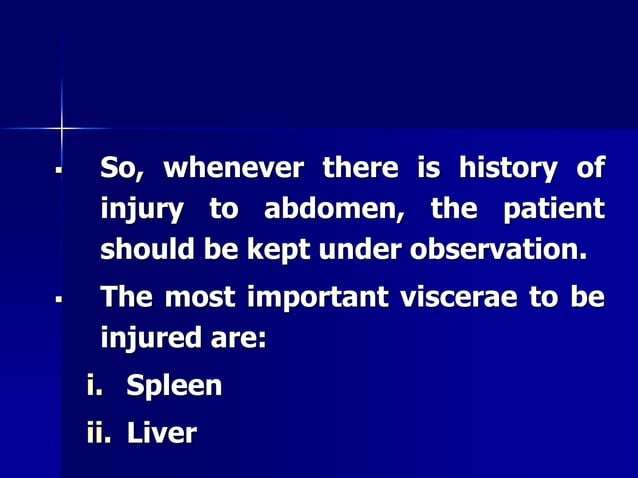 ▪ So, whenever there is history of
injury to abdomen, the patient
should be kept under observation.
▪ The most important viscerae to be
injured are:
i. Spleen
ii. Liver